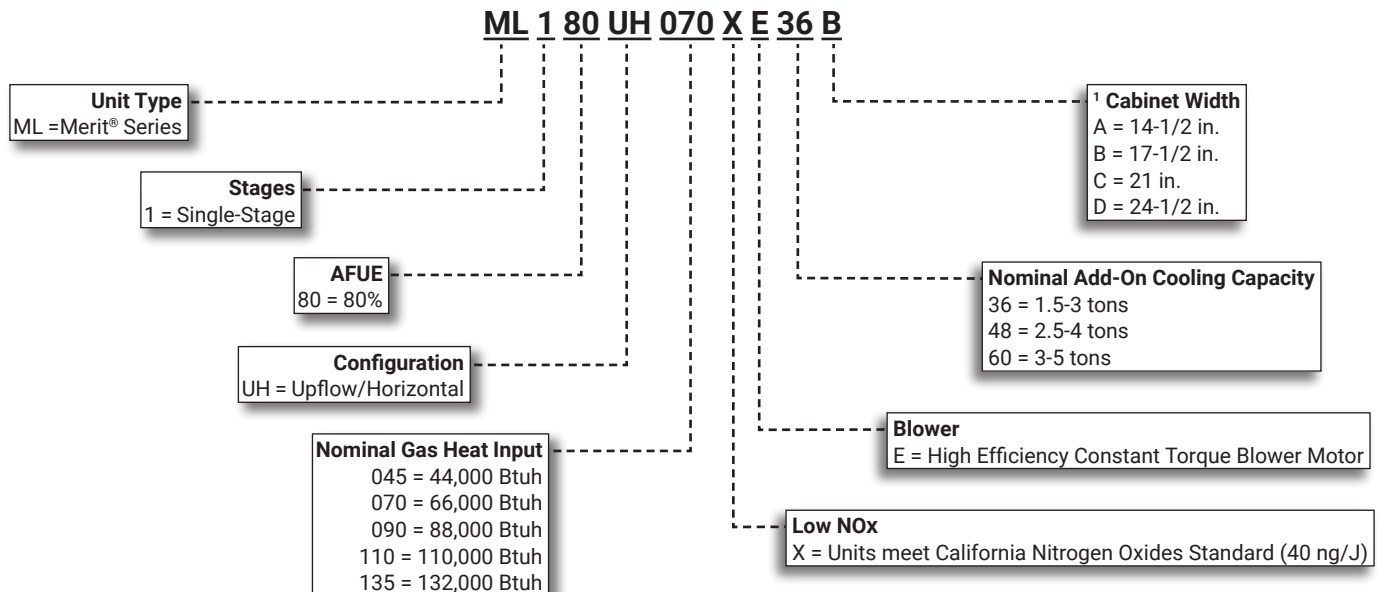 ML 1 80 UH 070 X E 36 B
Unit Type
ML =Merit® Series
Stages
1 = Single-Stage
AFUE
80 = 80%
Configuration
UH = Upflow/Horizontal
Nominal Gas Heat Input
045 = 44,000 Btuh
070 = 66,000 Btuh
090 = 88,000 Btuh
110 = 110,000 Btuh
135 = 132,000 Btuh
¹ Cabinet Width
A = 14-1/2 in.
B = 17-1/2 in.
C = 21 in.
D = 24-1/2 in.
Nominal Add-On Cooling Capacity
36 = 1.5-3 tons
48 = 2.5-4 tons
60 = 3-5 tons
Blower
E = High Efficiency Constant Torque Blower Motor
Low NOx
X = Units meet California Nitrogen Oxides Standard (40 ng/J)